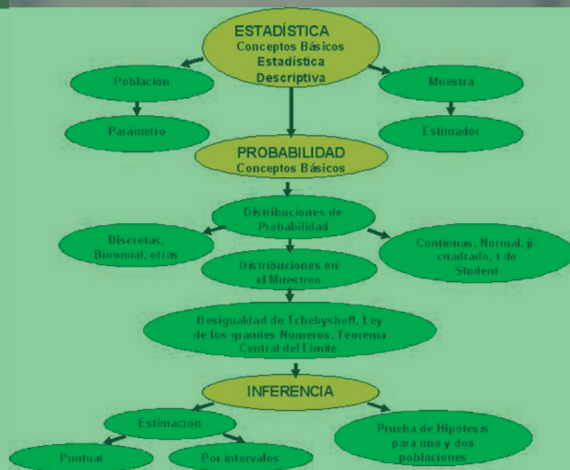 ESTADÍSTICA
Conceptos Básicos
Estadística
Descriptiva
Población
Muestra
Parametro
Estimador
PROBABILIDAD
Conceptos Básicos
Distribuciones de
Probabilidad
Discretas,
Binomial, otras
Continuas, Normal, p
cuadrado, t de
Student
Distribuciones en
el Muestreo
Desigualdad de Tchebysheff, Ley
de los grandes Numeros, Teorema
Central del Limite.
INFERENCIA
Estimación
Prueba de Hipotesis
para una y dos
poblaciones
Puntual
Por intervalos